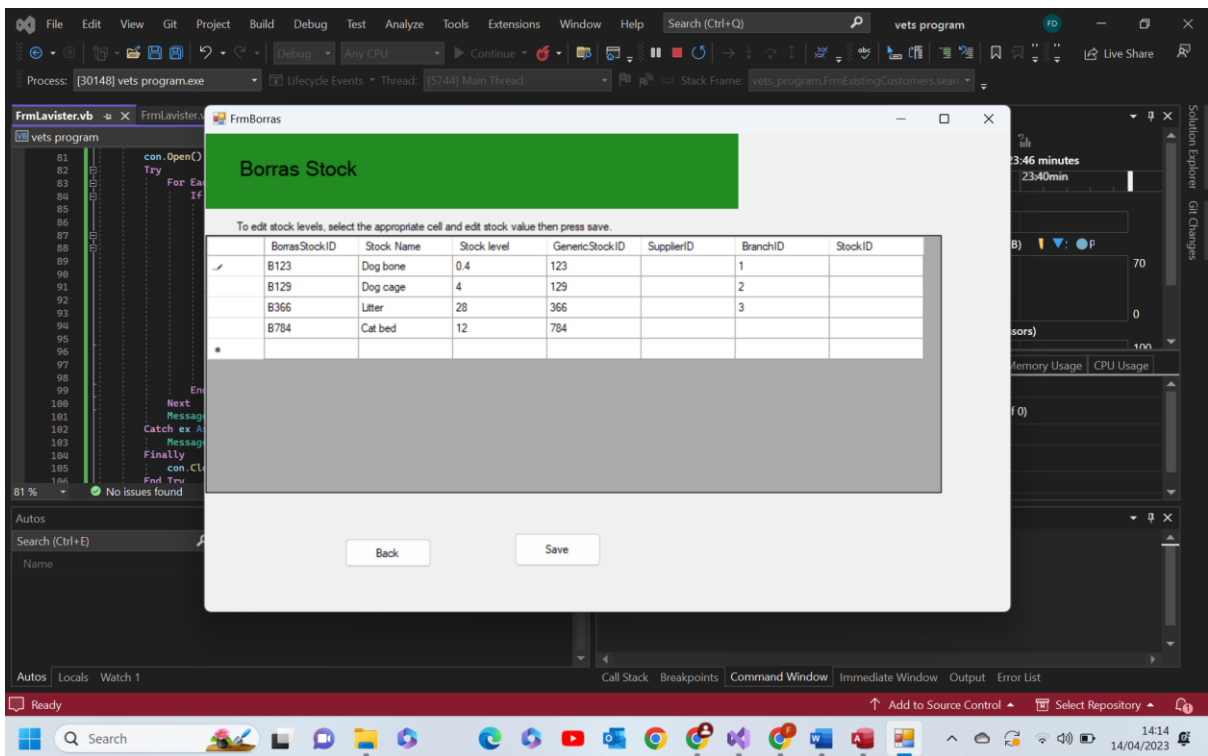 File Edit View Git Project Build Debug Test Analyze Tools Extensions Window Help Search (Ctrl+Q) vets program FD
Debug Any CPU Continue Live Share
Process: [30148] vets program.exe Lifecycle Events Thread: [5744] Main Thread Stack Frame: vets_program.FrmExistingCustomers.sear
FrmLavister.vb FrmLavister.v
vets program
FrmBorras
Borras Stock
To edit stock levels, select the appropriate cell and edit stock value then press save.
BorrasStockID Stock Name Stock level GenericStockID SupplierID BranchID StockID
B123 Dog bone 0.4 123 1
B129 Dog cage 4 129 2
B366 Litter 28 366 3
B784 Cat bed 12 784
Back Save
81 con.Open()
82 Try
83 For Eac
84 If
85
86
87
88
89
90
91
92
93
94
95
96
97
98
99 En
100 Next
101 Messag
102 Catch ex A
103 Messag
104 Finally
105 con.Cl
106 End Try
81 % No issues found
23:46 minutes
23:40min
B) P
70
0
sors)
100
Memory Usage CPU Usage
f 0)
Solution Explorer
Git Changes
Autos
Search (Ctrl+E)
Name
Autos Locals Watch 1
Call Stack Breakpoints Command Window Immediate Window Output Error List
Ready Add to Source Control Select Repository
Search 14:14
14/04/2023